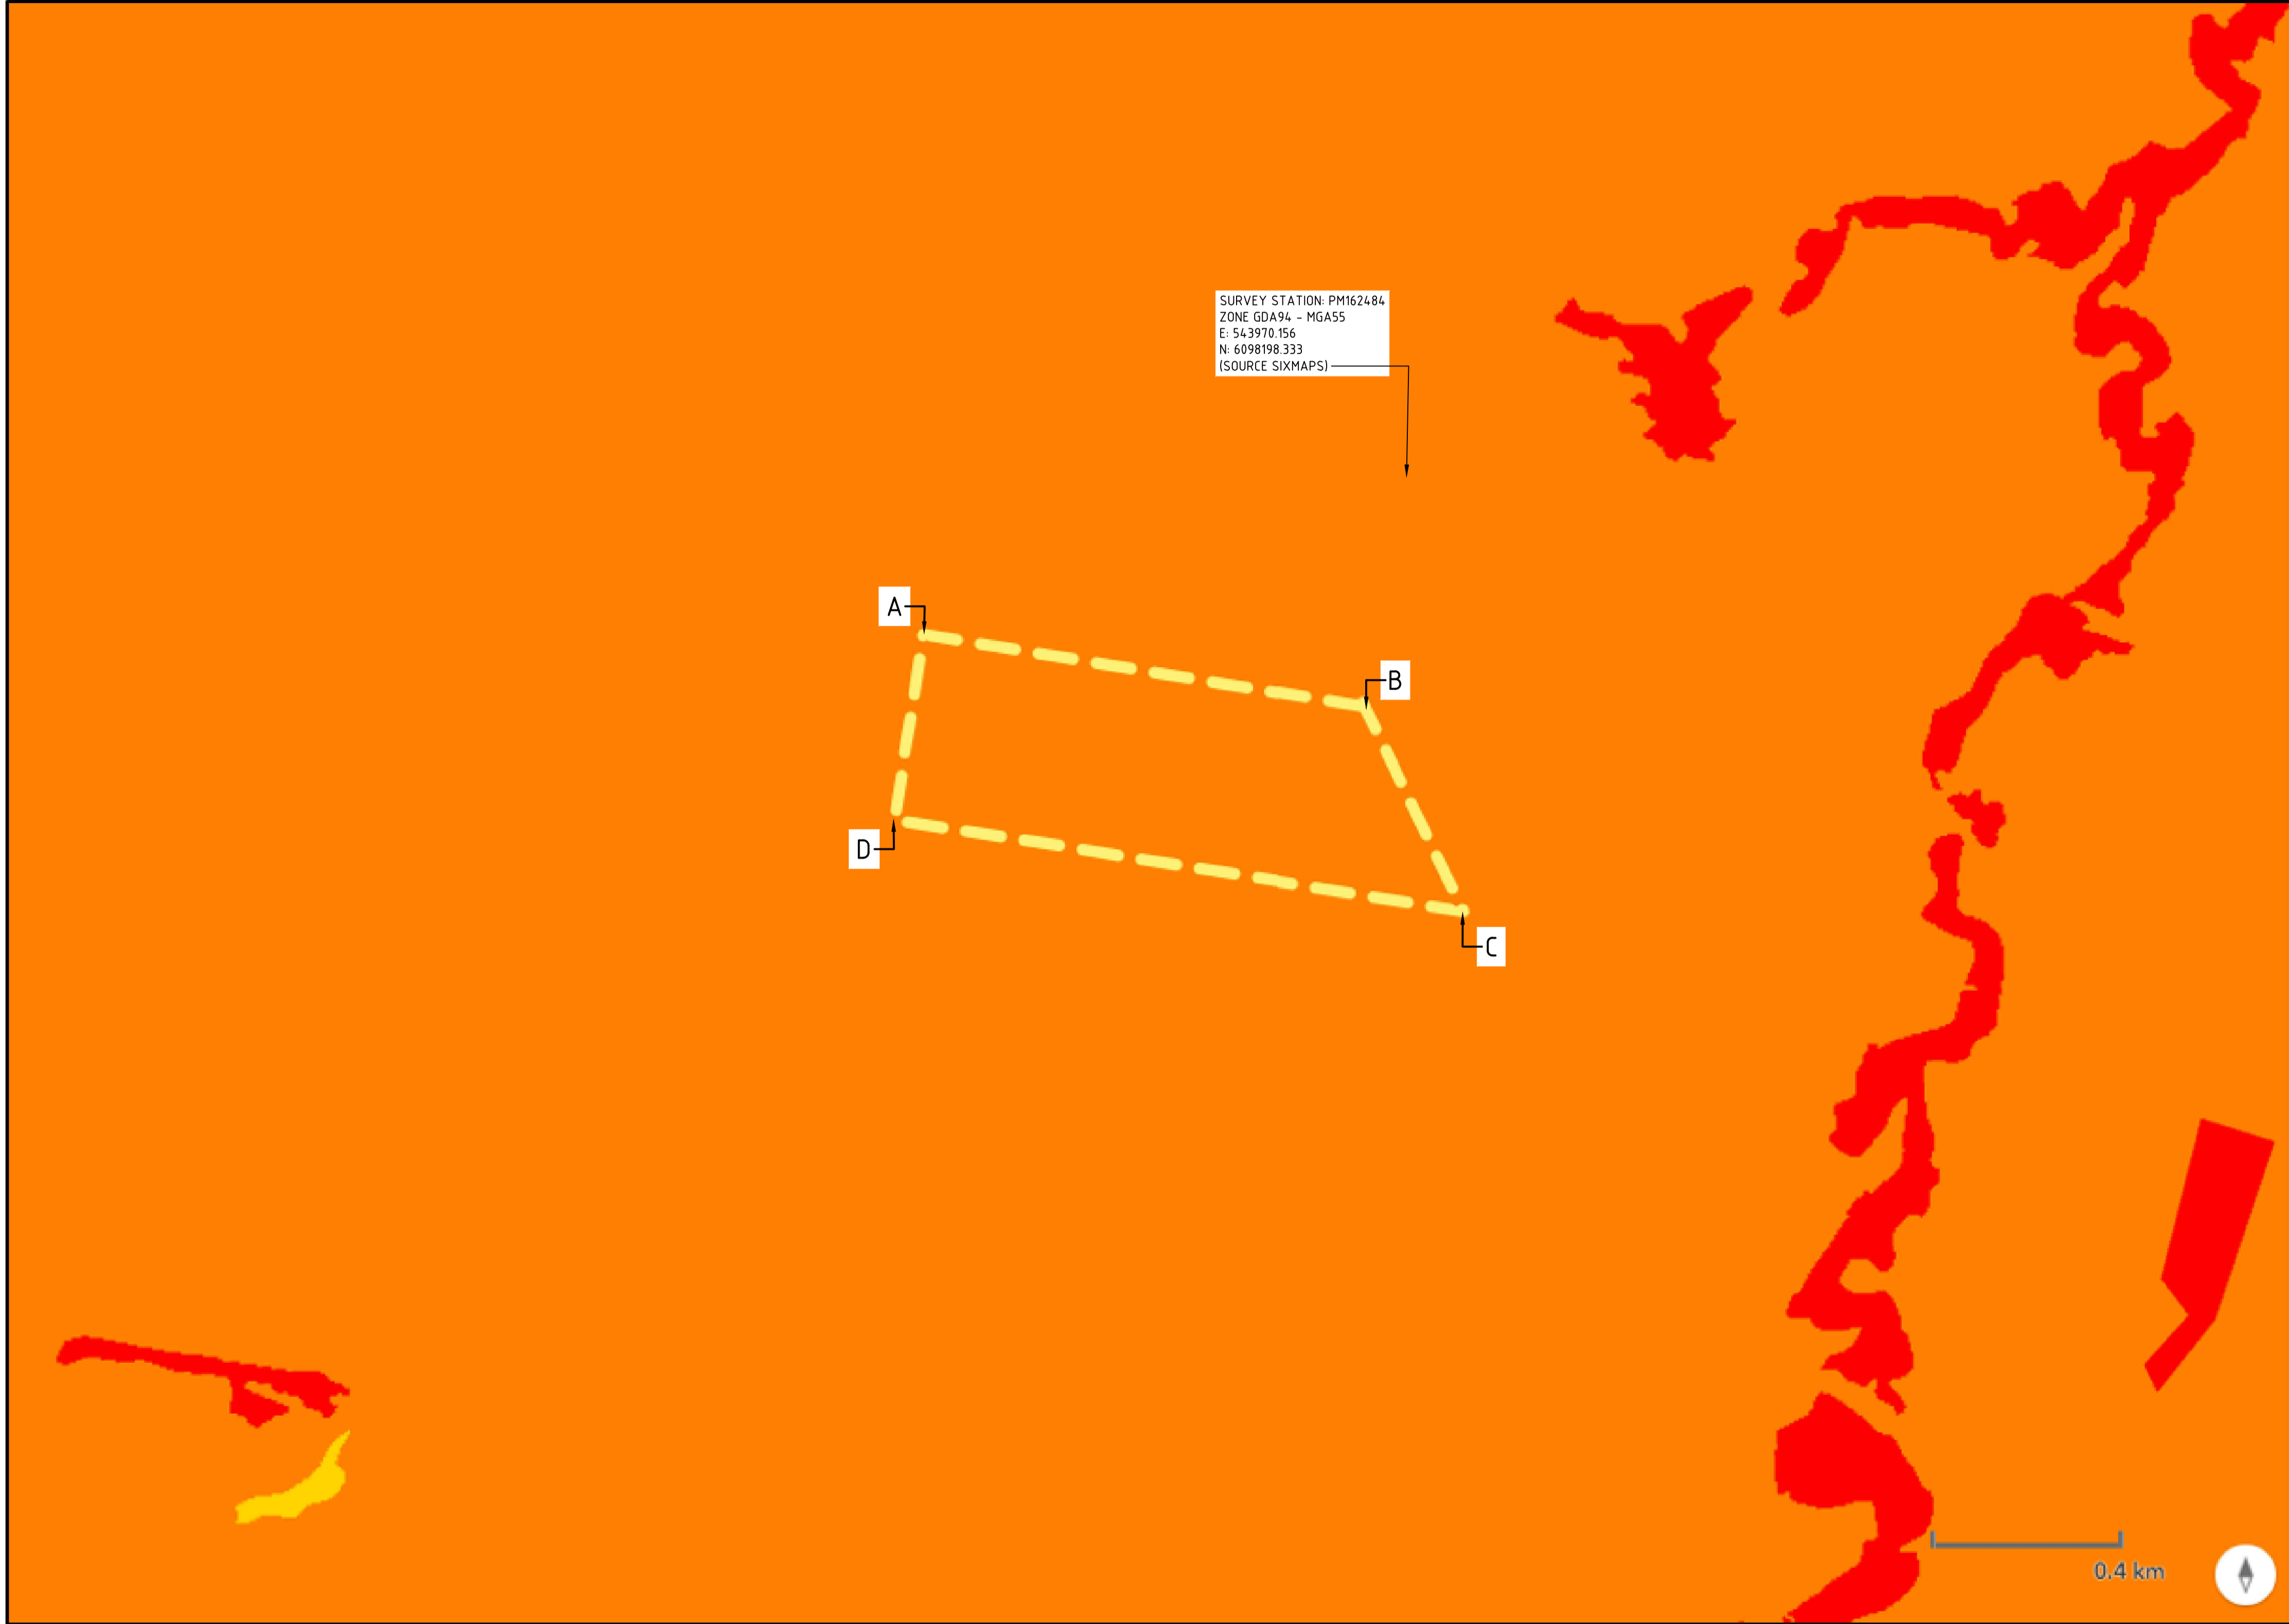 SURVEY STATION: PM162484
ZONE GDA94 - MGA55
E: 543970.156
N: 6098198.333
(SOURCE SIXMAPS)
A
B
D
C
0.4 km